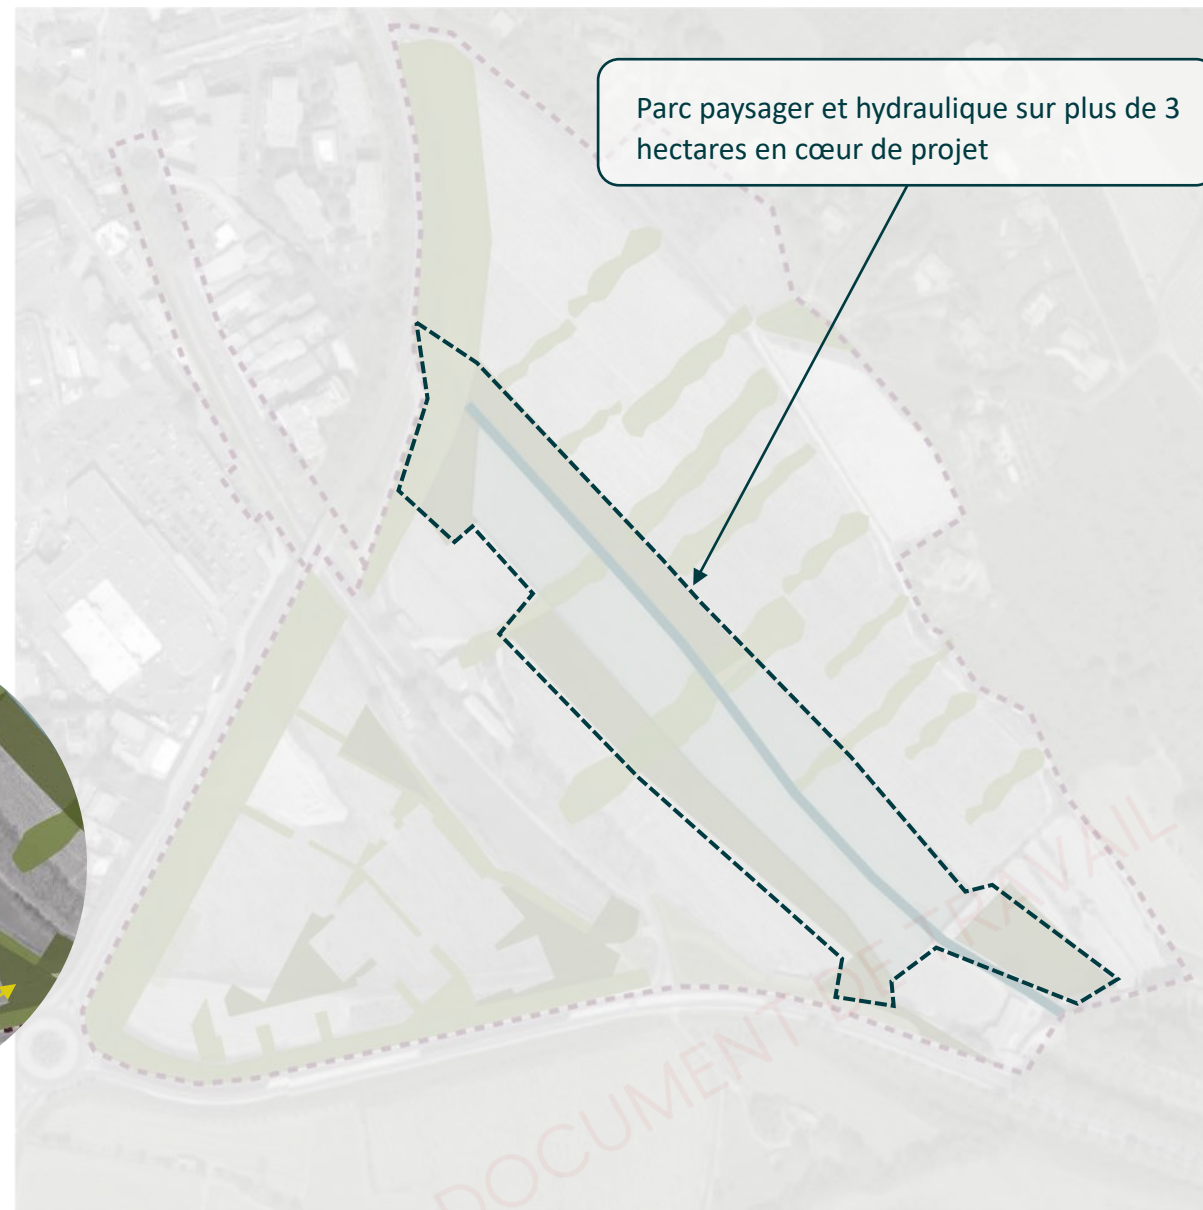 Parc paysager et hydraulique sur plus de 3
hectares en cœur de projet
DOCUMENT DE TRAVAIL